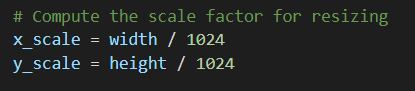 # Compute the scale factor for resizing
x_scale = width / 1024
y_scale = height / 1024